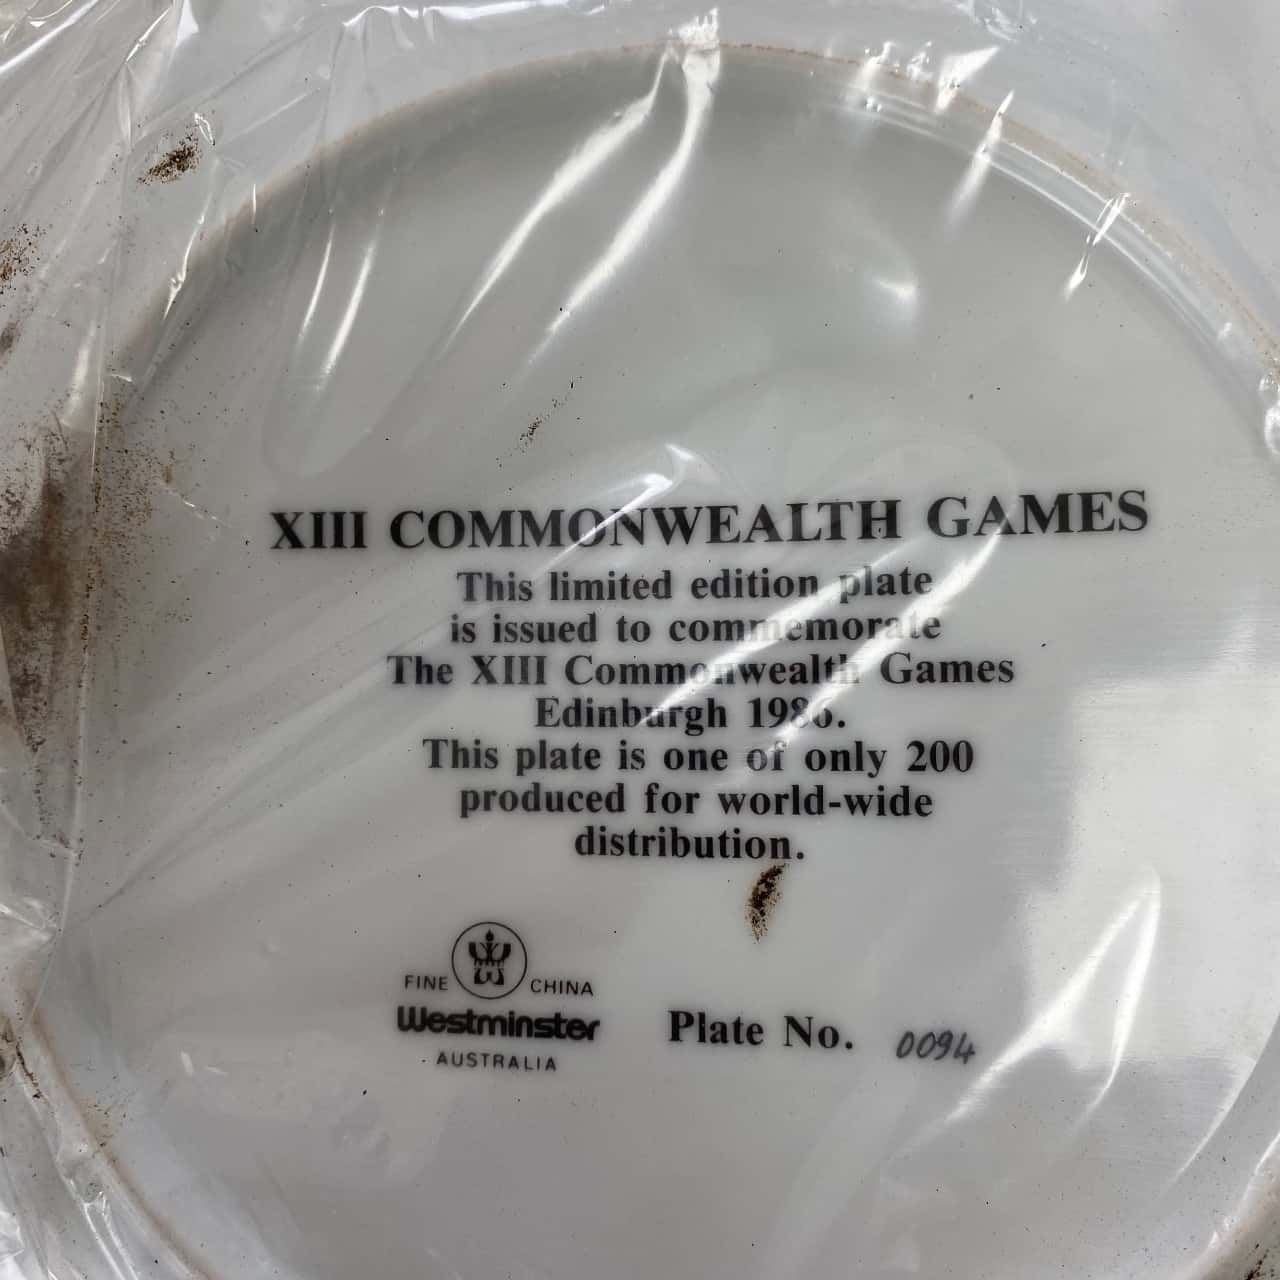 XIII COMMONWEALTH GAMES
This limited edition plate
is issued to commemorate
The XIII Commonwealth Games
Edinburgh 1986.
This plate is one of only 200
produced for world-wide
distribution.
FINE CHINA
Westminster
AUSTRALIA
Plate No. 0094